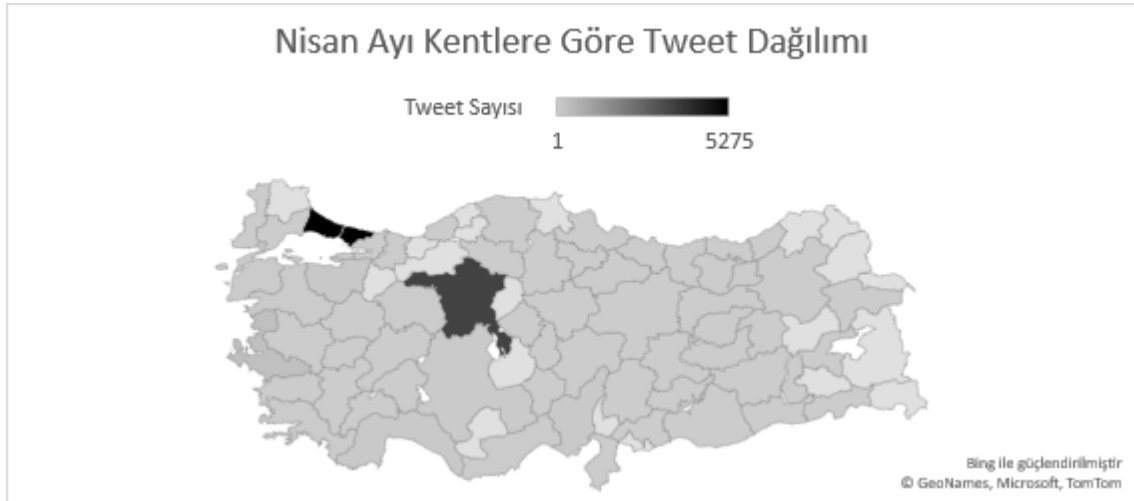 Nisan Ayı Kentlere Göre Tweet Dağılımı
Tweet Sayısı
1 5275
Bing ile güçlendirilmiştir
© GeoNames, Microsoft, TomTom